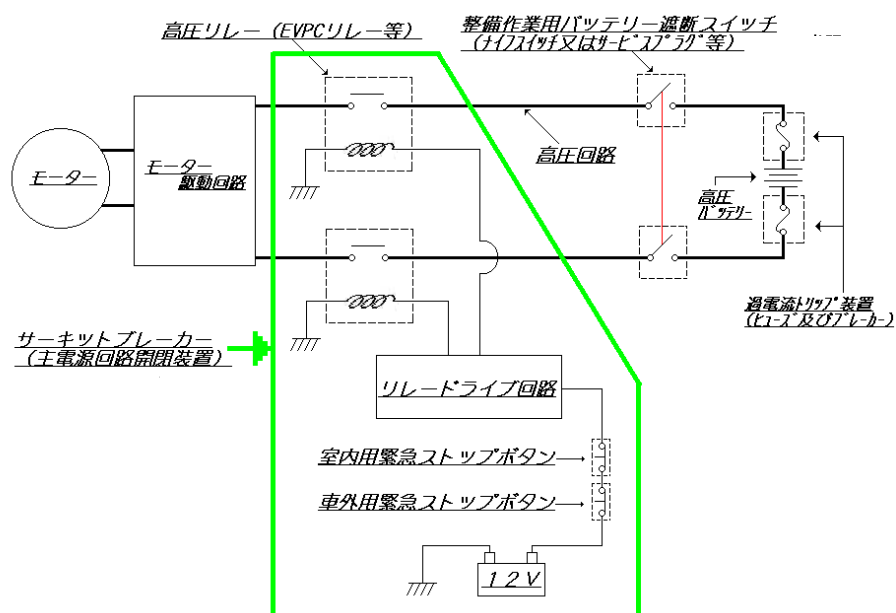 高圧リレー (EVPCリレー等)
整備作業用バッテリー遮断スイッチ
(ナイフスイッチ又はサービスプラグ等)
モーター
モーター
駆動回路
高圧回路
高圧
バッテリー
過電流トリップ装置
(ヒューズ及びブレーカー)
サーキットブレーカー
(主電源回路開閉装置)
リレードライブ回路
室内用緊急ストップボタン
車外用緊急ストップボタン
12V